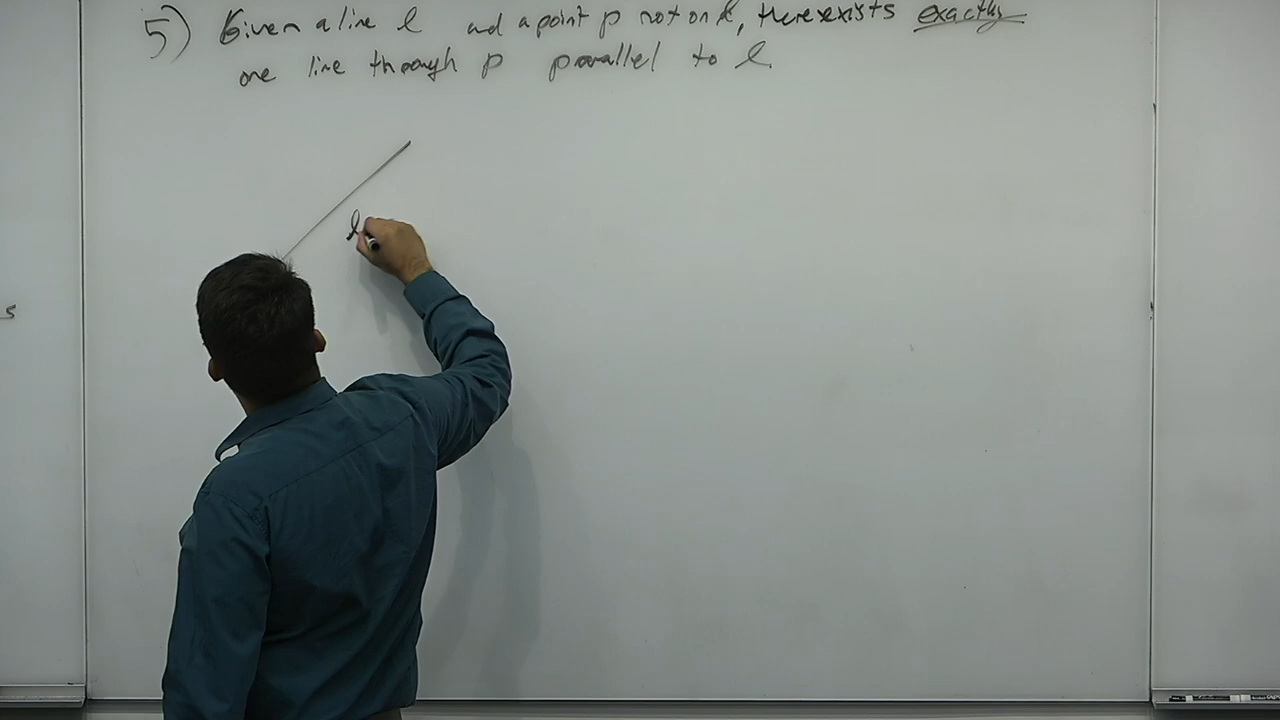 5) Given a line l and a point p not on l, there exists exactly
one line through p parallel to l.
l
s